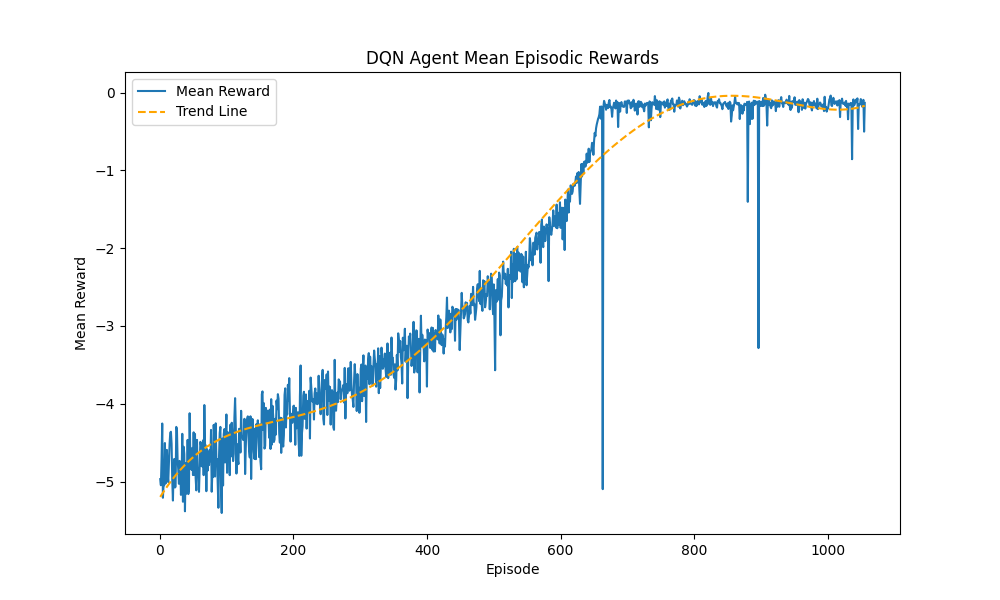 DQN Agent Mean Episodic Rewards
Mean Reward
Trend Line
0
−1
−2
−3
−4
−5
Mean Reward
0 200 400 600 800 1000
Episode